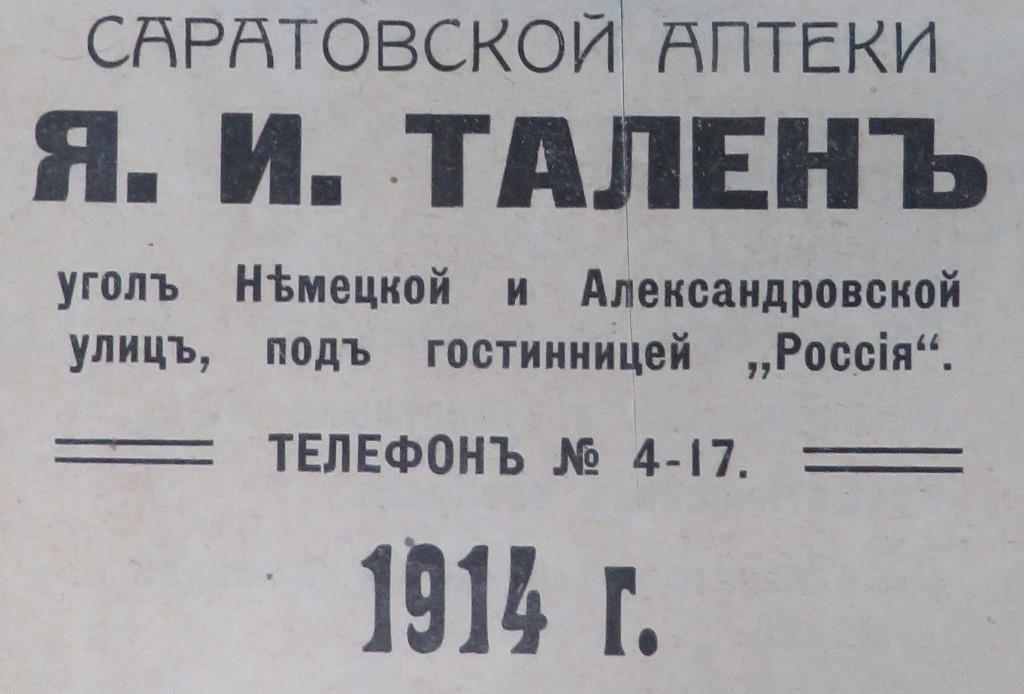 САРАТОВСКОЙ АПТЕКИ
Я. И. ТАЛЕНЪ
уголъ Нѣмецкой и Александровской
улицъ, подъ гостинницей „Россія“.
ТЕЛЕФОНЪ № 4-17.
1914 г.